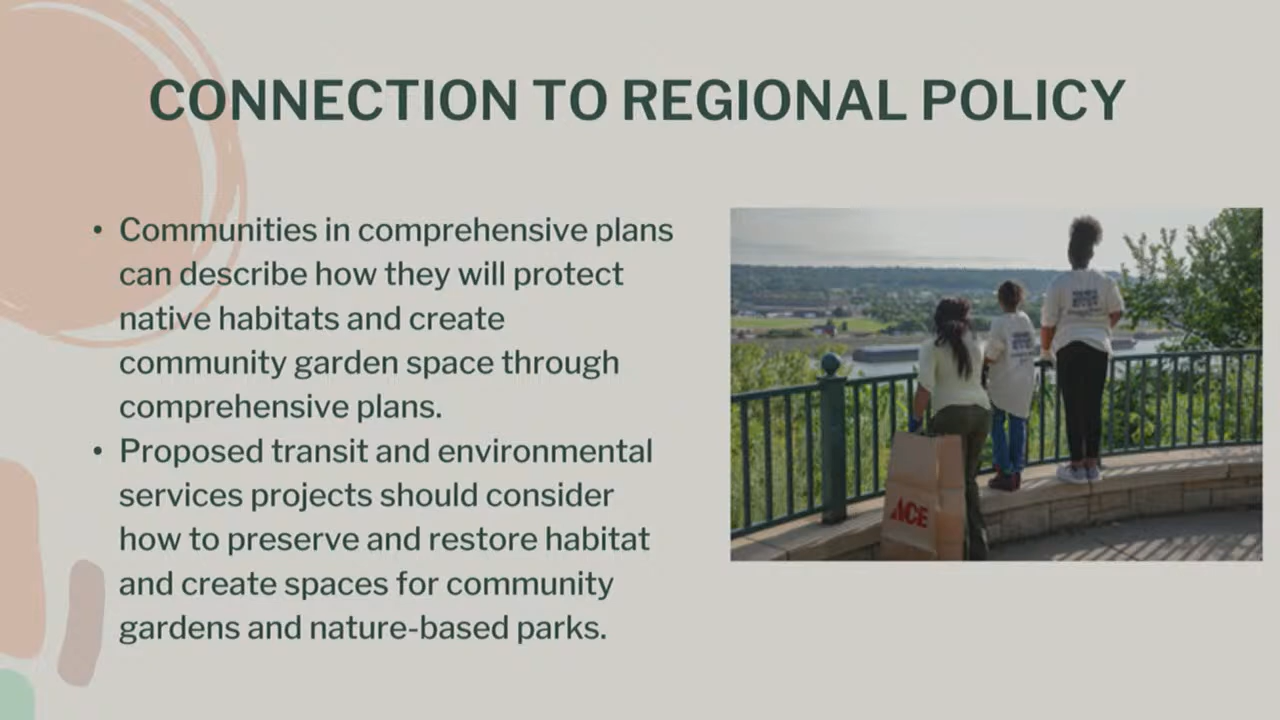 CONNECTION TO REGIONAL POLICY
• Communities in comprehensive plans
can describe how they will protect
native habitats and create
community garden space through
comprehensive plans.
• Proposed transit and environmental
services projects should consider
how to preserve and restore habitat
and create spaces for community
gardens and nature-based parks.
ACE